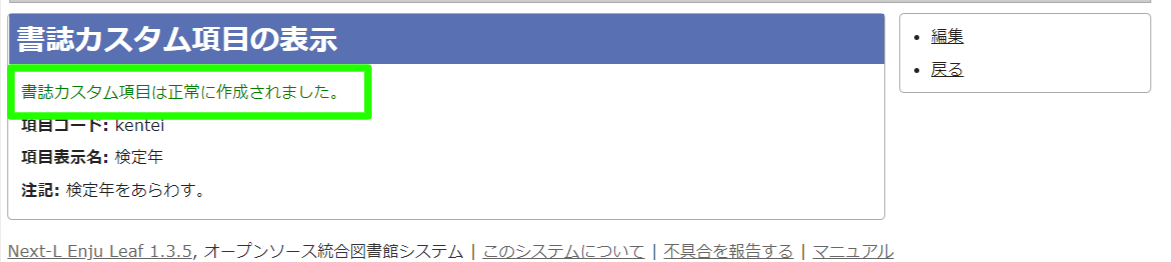 書誌カスタム項目の表示
書誌カスタム項目は正常に作成されました。
項目コード: kentei
項目表示名: 検定年
注記: 検定年をあらわす。
編集
戻る
Next-L Enju Leaf 1.3.5, オープンソース統合図書館システム | このシステムについて | 不具合を報告する | マニュアル